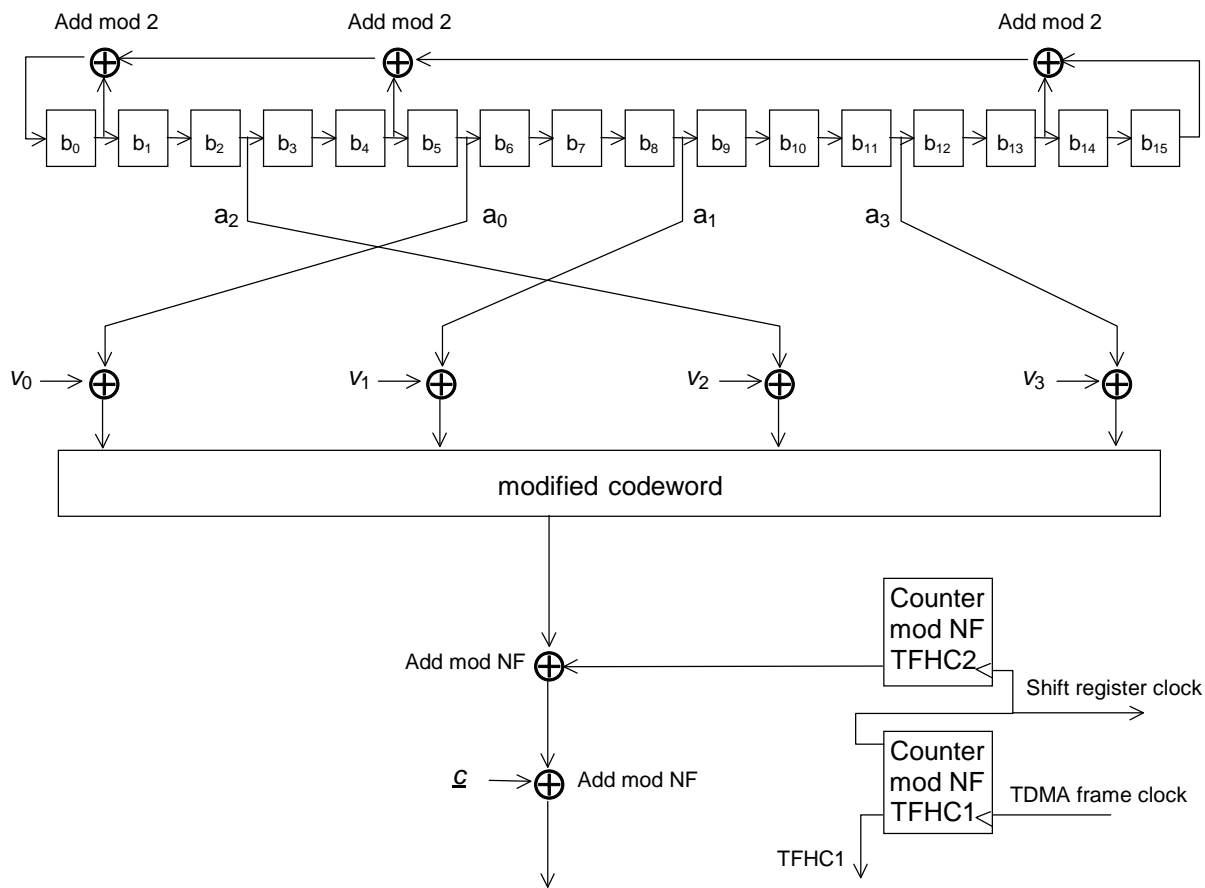 Add mod 2 Add mod 2 Add mod 2
b₀ b₁ b₂ b₃ b₄ b₅ b₆ b₇ b₈ b₉ b₁₀ b₁₁ b₁₂ b₁₃ b₁₄ b₁₅
a₂ a₀ a₁ a₃
v₀ v₁ v₂ v₃
modified codeword
Counter
mod NF
TFHC2
Add mod NF
Shift register clock
Counter
mod NF
TFHC1
c Add mod NF
TDMA frame clock
TFHC1